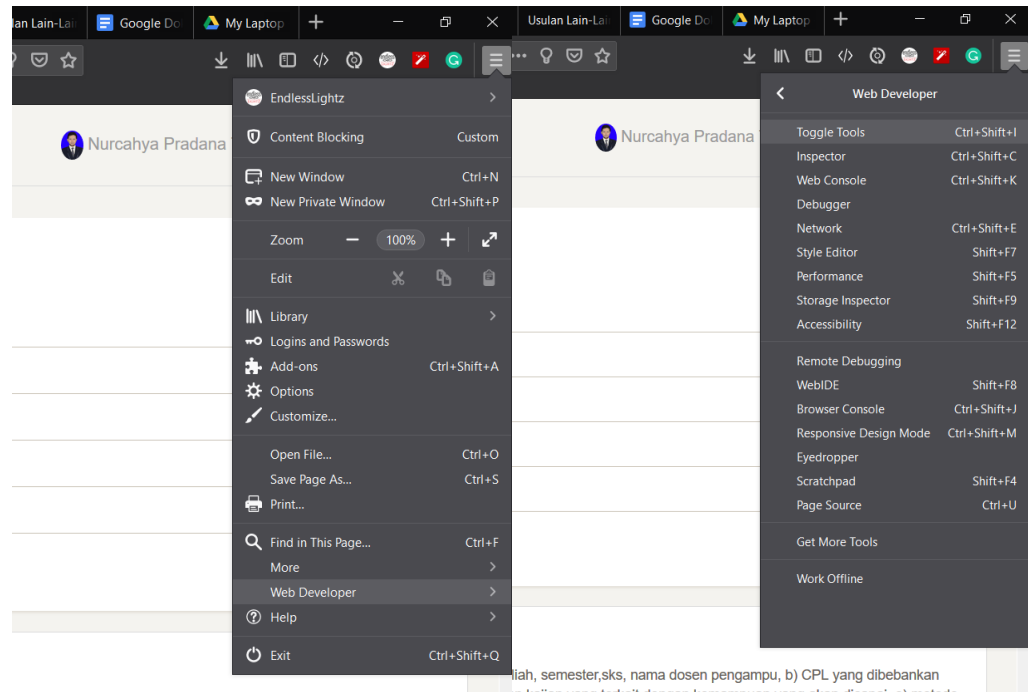 lan Lain-Lai
Google Do
My Laptop
Nurcahya Pradana
EndlessLightz
Content Blocking Custom
New Window Ctrl+N
New Private Window Ctrl+Shift+P
Zoom 100%
Edit
Library
Logins and Passwords
Add-ons Ctrl+Shift+A
Options
Customize...
Open File... Ctrl+O
Save Page As... Ctrl+S
Print...
Find in This Page... Ctrl+F
More
Web Developer
Help
Exit Ctrl+Shift+Q
Usulan Lain-Lai
Google Do
My Laptop
Nurcahya Pradana
Web Developer
Toggle Tools Ctrl+Shift+I
Inspector Ctrl+Shift+C
Web Console Ctrl+Shift+K
Debugger
Network Ctrl+Shift+E
Style Editor Shift+F7
Performance Shift+F5
Storage Inspector Shift+F9
Accessibility Shift+F12
Remote Debugging
WebIDE Shift+F8
Browser Console Ctrl+Shift+J
Responsive Design Mode Ctrl+Shift+M
Eyedropper
Scratchpad Shift+F4
Page Source Ctrl+U
Get More Tools
Work Offline
liah, semester,sks, nama dosen pengampu, b) CPL yang dibebankan